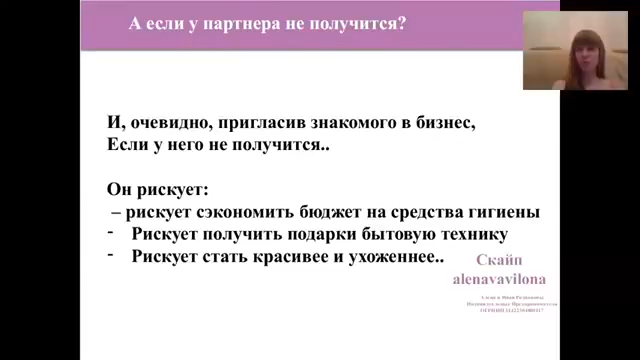 А если у партнера не получится?
И, очевидно, пригласив знакомого в бизнес,
Если у него не получится..
Он рискует:
– рискует сэкономить бюджет на средства гигиены
- Рискует получить подарки бытовую технику
- Рискует стать красивее и ухоженнее..
Скайп
alenavavilona